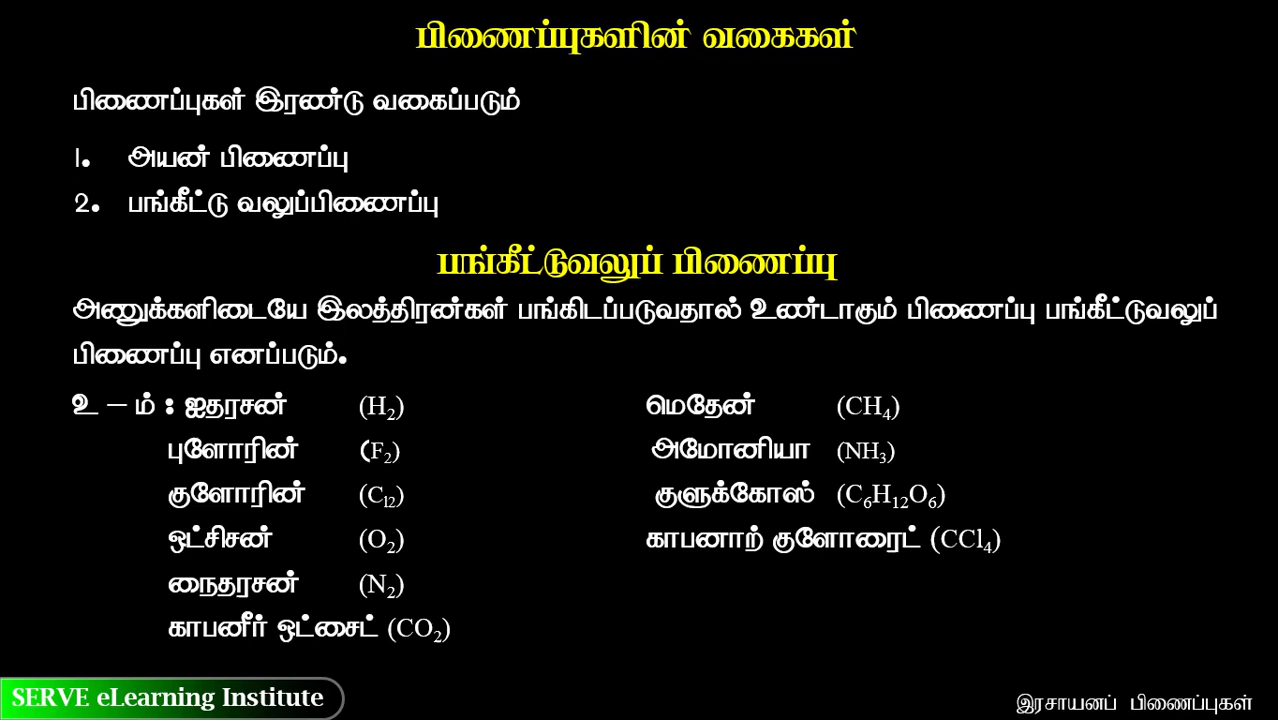 பிணைப்புகளின் வகைகள்
பிணைப்புகள் இரண்டு வகைப்படும்
1. அயன் பிணைப்பு
2. பங்கீட்டு வலுப்பிணைப்பு
பங்கீட்டுவலுப் பிணைப்பு
அணுக்களிடையே இலத்திரன்கள் பங்கிடப்படுவதால் உண்டாகும் பிணைப்பு பங்கீட்டுவலுப்
பிணைப்பு எனப்படும்.
உ – ம் : ஐதரசன் (H₂) மெதேன் (CH₄)
புளோரின் (F₂) அமோனியா (NH₃)
குளோரின் (Cₗ₂) குளுக்கோஸ் (C₆H₁₂O₆)
ஒட்சிசன் (O₂) காபனாற் குளோரைட் (CCl₄)
நைதரசன் (N₂)
காபனீர் ஒட்சைட் (CO₂)
SERVE eLearning Institute
இரசாயனப் பிணைப்புகள்